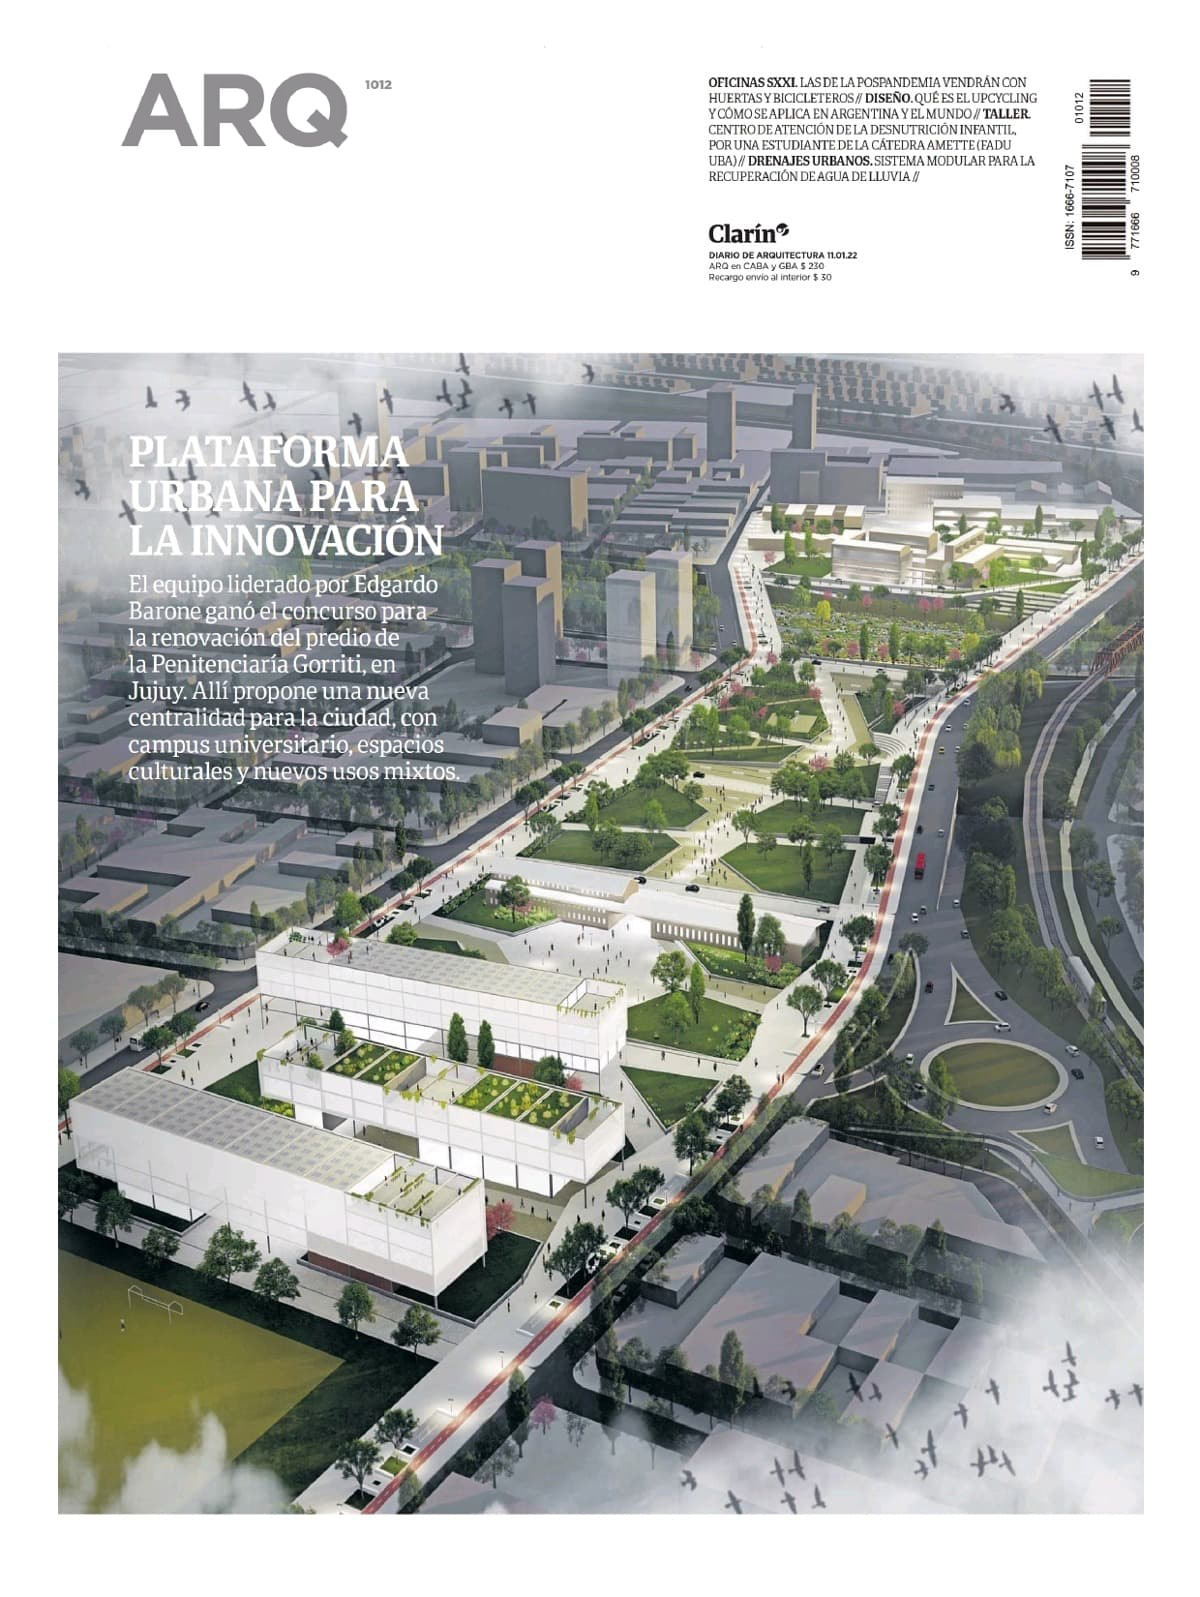 ARQ
1012
OFICINAS SXXI. LAS DE LA POSPANDEMIA VENDRÁN CON
HUERTAS Y BICICLETEROS // DISEÑO. QUÉ ES EL UPCYCLING
Y CÓMO SE APLICA EN ARGENTINA Y EL MUNDO // TALLER.
CENTRO DE ATENCIÓN DE LA DESNUTRICIÓN INFANTIL,
POR UNA ESTUDIANTE DE LA CÁTEDRA AMETTE (FADU
UBA) // DRENAJES URBANOS. SISTEMA MODULAR PARA LA
RECUPERACIÓN DE AGUA DE LLUVIA //
Clarín
DIARIO DE ARQUITECTURA 11.01.22
ARQ en CABA y GBA $ 230
Recargo envío al interior $ 30
01012
ISSN: 1666-7107
9 771666 710008
PLATAFORMA
URBANA PARA
LA INNOVACIÓN
El equipo liderado por Edgardo
Barone ganó el concurso para
la renovación del predio de
la Penitenciaría Gorriti, en
Jujuy. Allí propone una nueva
centralidad para la ciudad, con
campus universitario, espacios
culturales y nuevos usos mixtos.